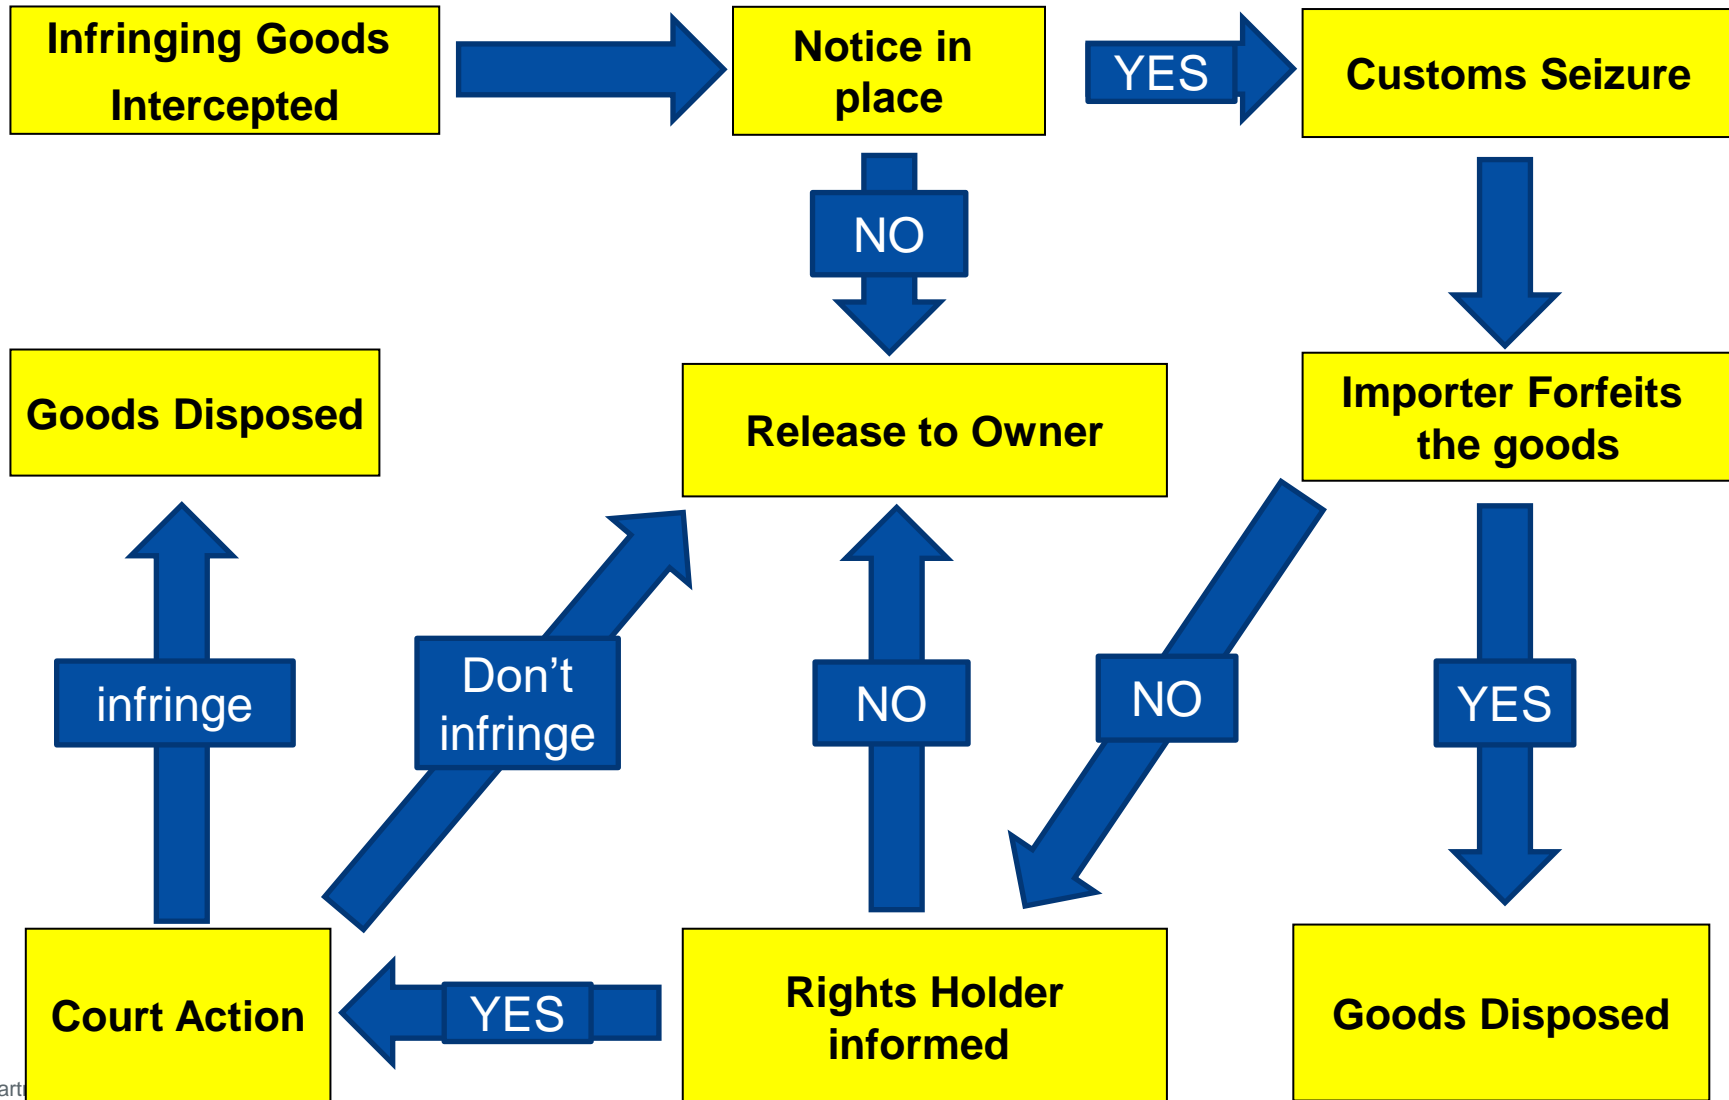 Infringing Goods
Intercepted
Notice in
place
YES
Customs Seizure
NO
Goods Disposed
Release to Owner
Importer Forfeits
the goods
infringe
Don't
infringe
NO
NO
YES
Court Action
YES
Rights Holder
informed
Goods Disposed